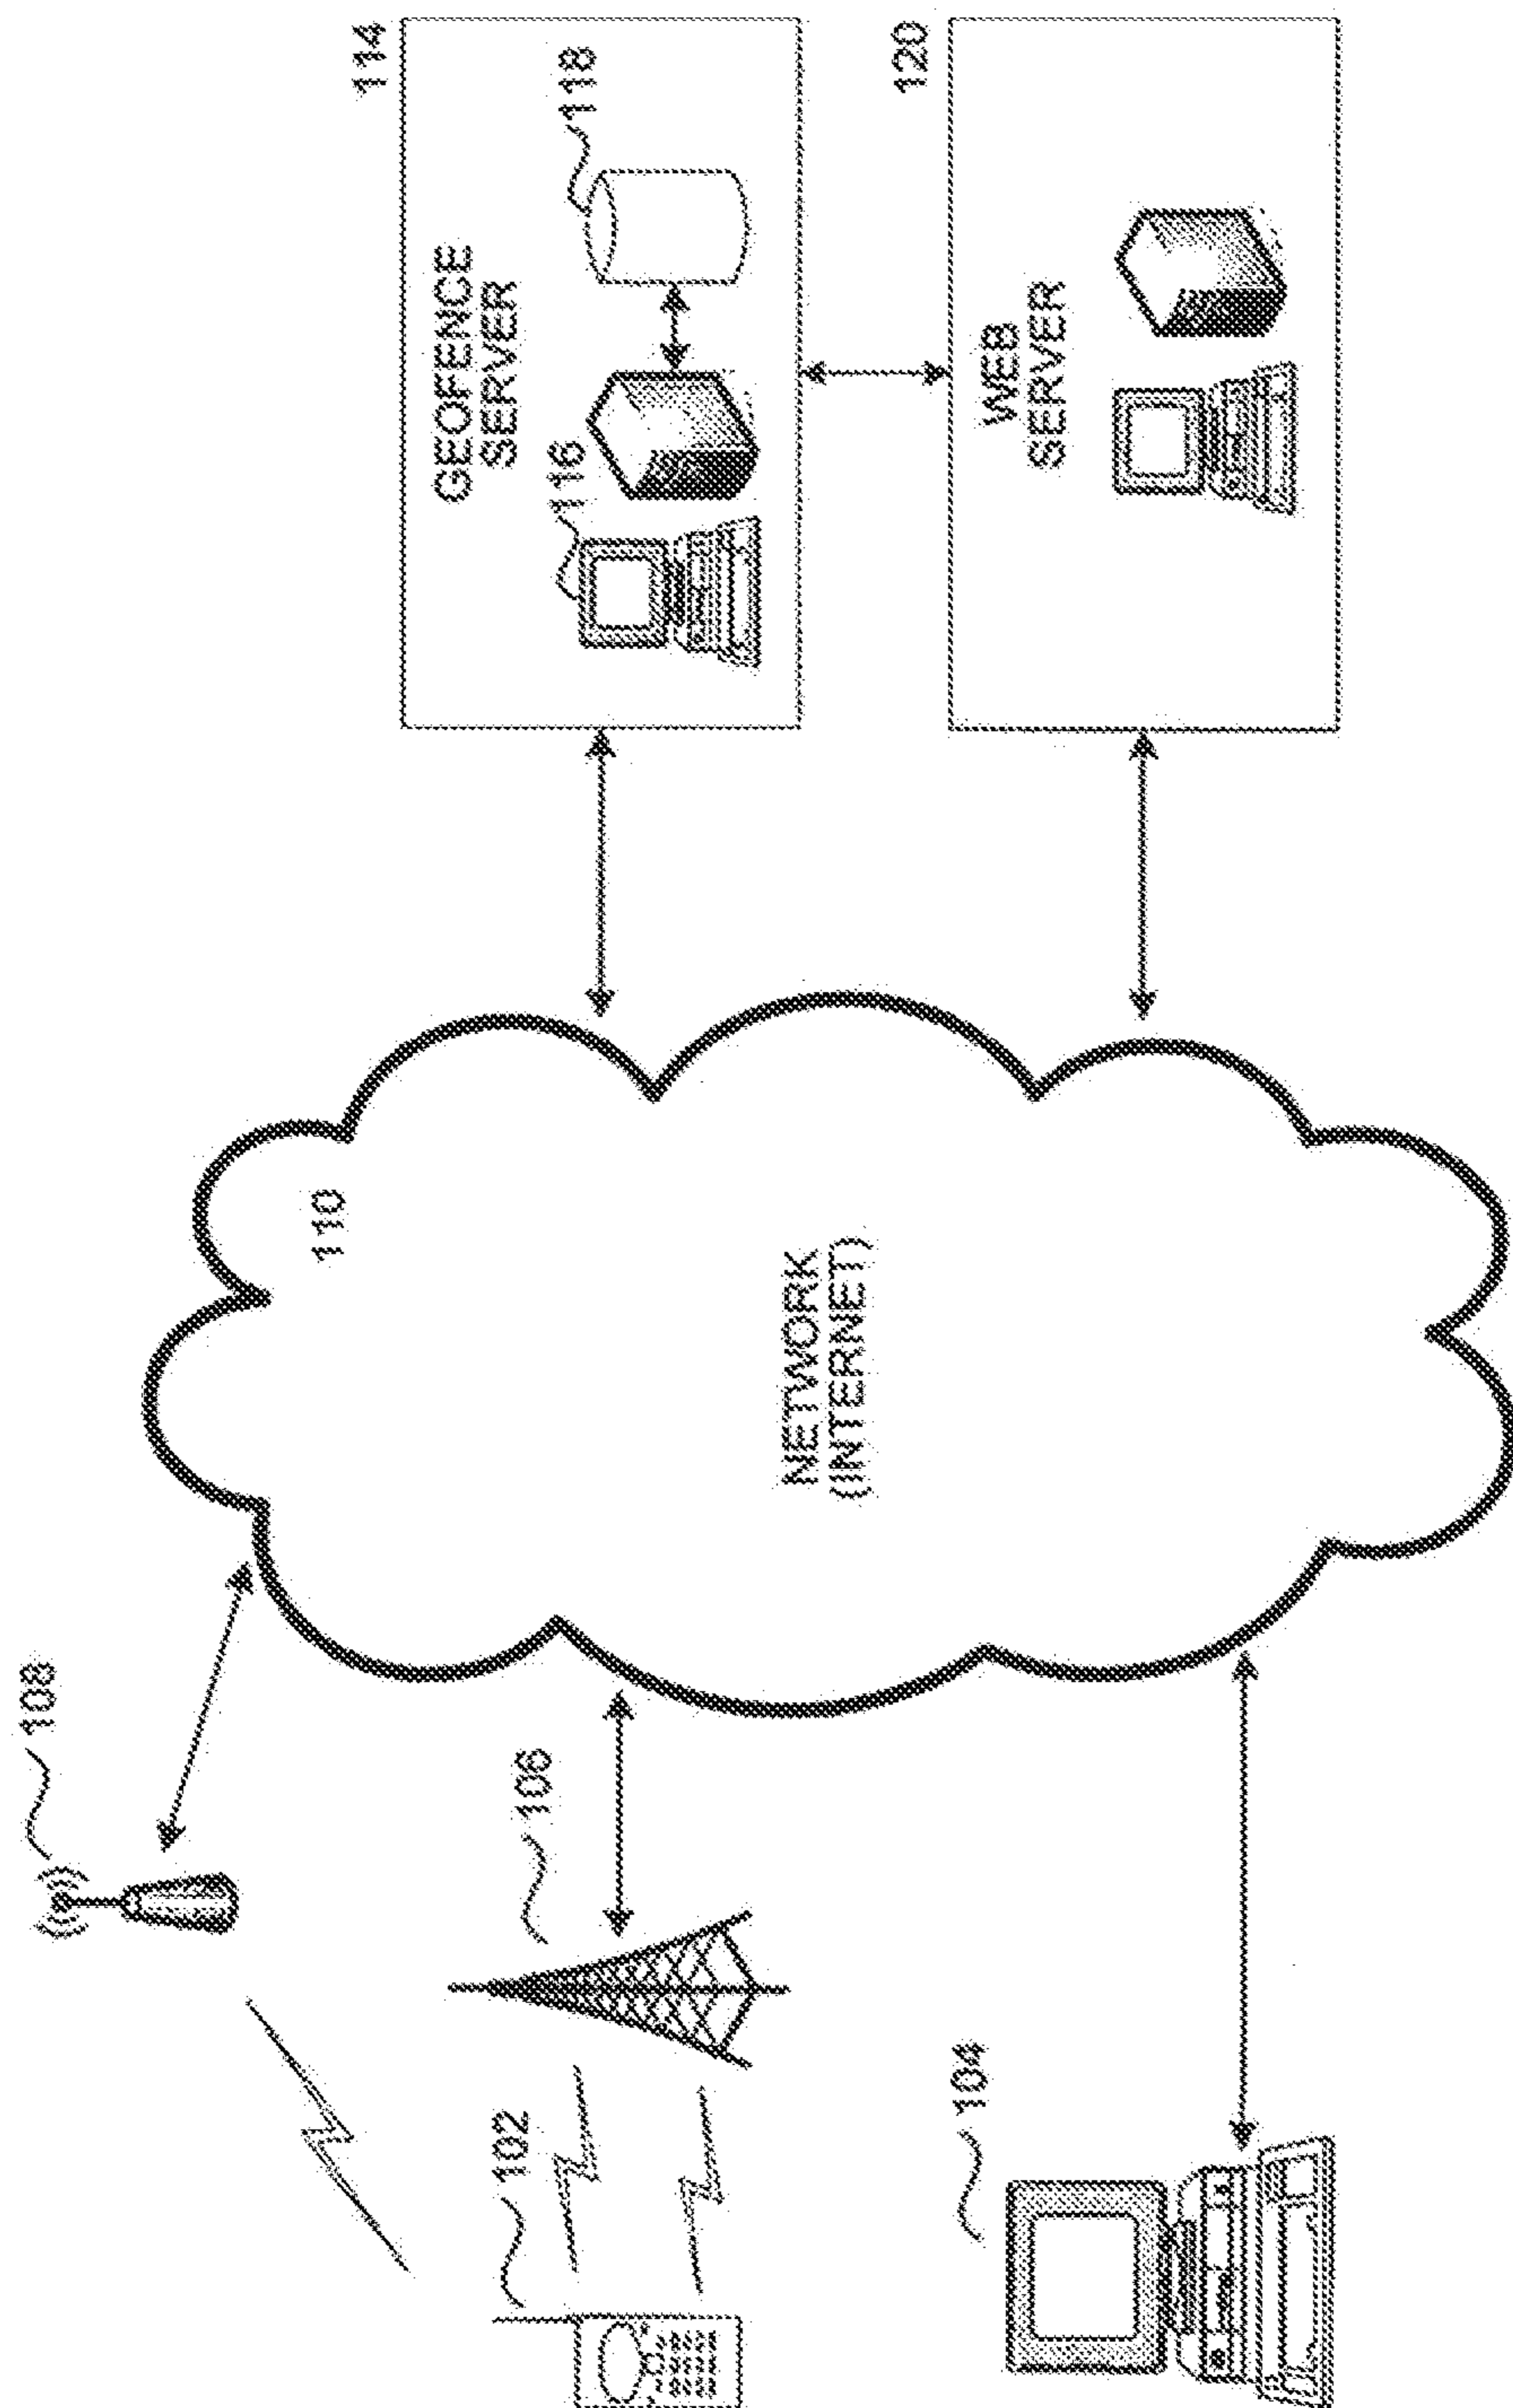 108
102
106
104
110
NETWORK
(INTERNET)
114
GEOFENCE
SERVER
116
118
120
WEB
SERVER